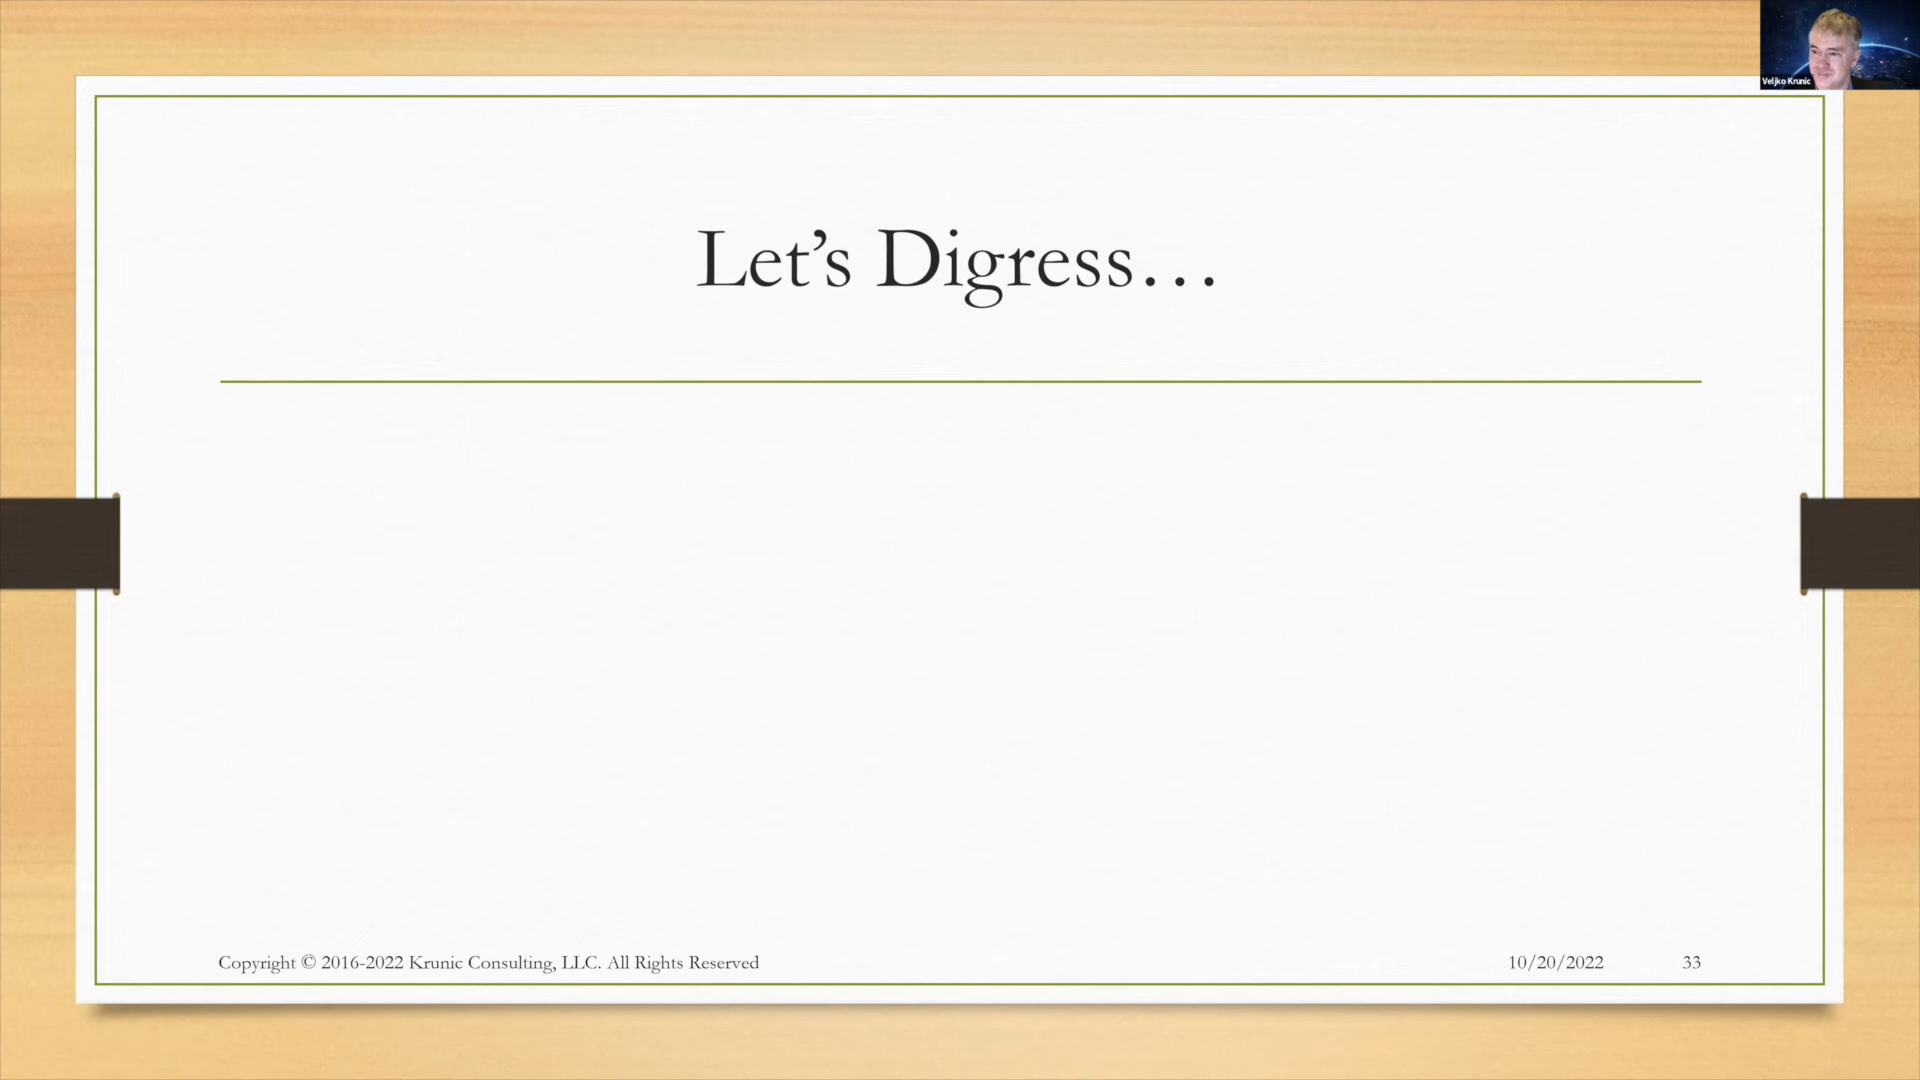 Veljko Krunic
Let’s Digress…
Copyright © 2016-2022 Krunic Consulting, LLC. All Rights Reserved
10/20/2022
33